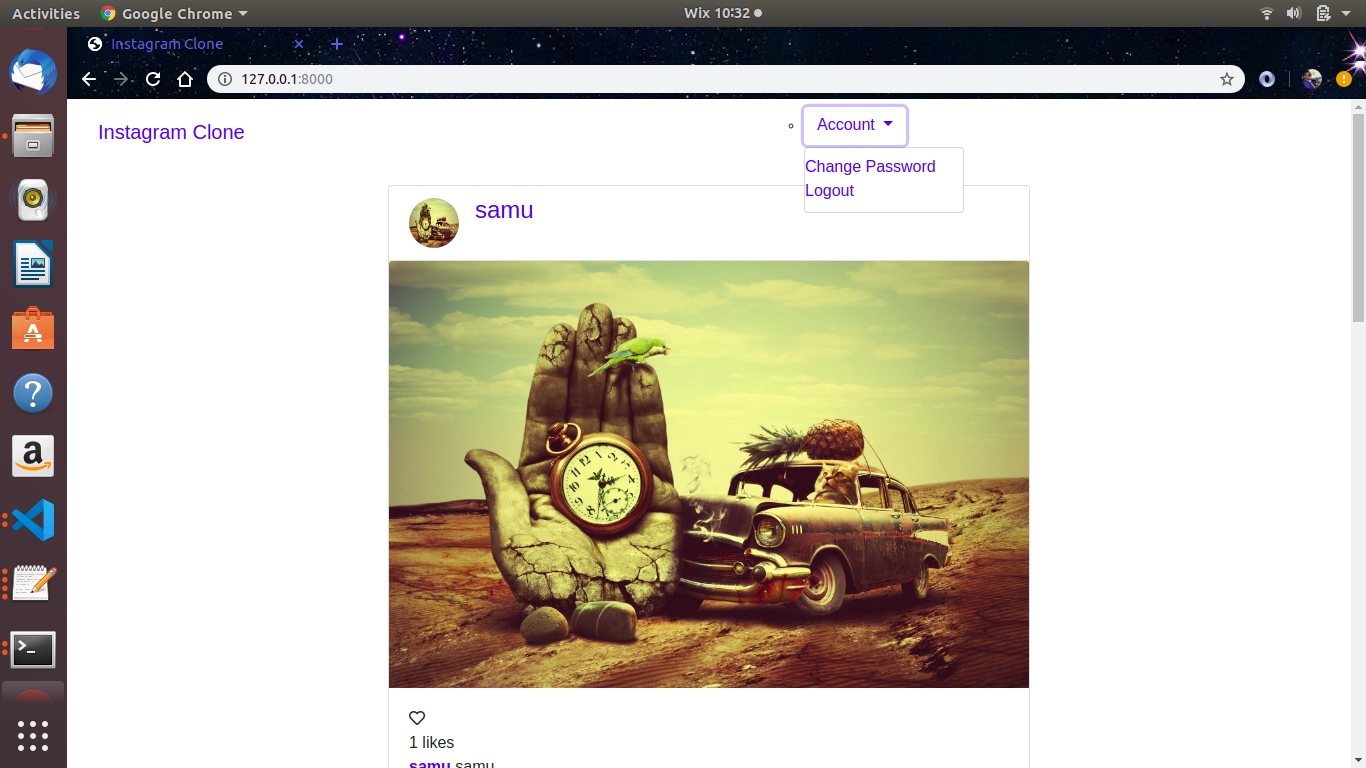 Activities Google Chrome Wix 10:32
Instagram Clone
127.0.0.1:8000
Instagram Clone
Account
Change Password
Logout
samu
1 likes
samu samu